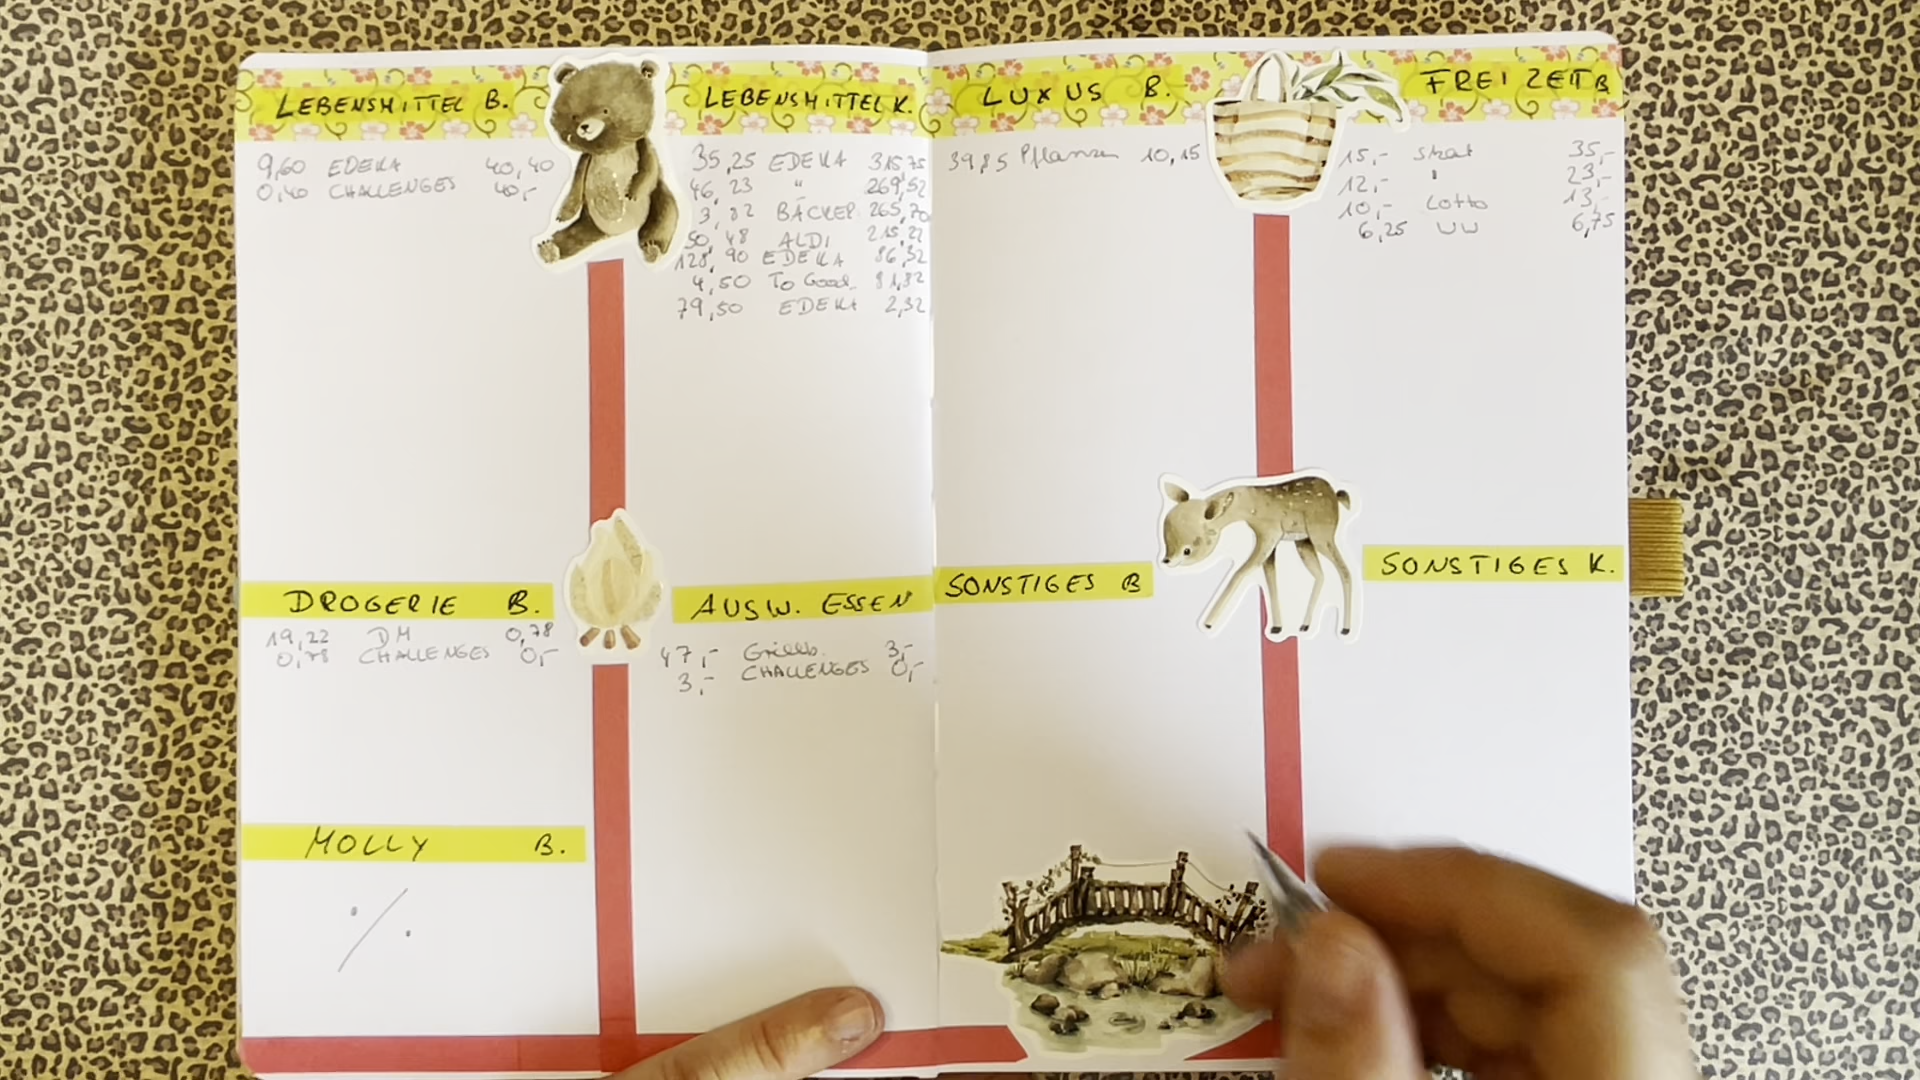 LEBENSMITTEL B.
9,60 EDEKA 40,40
0,40 CHALLENGES 40,-
LEBENSMITTEL K.
35,25 EDEKA 315,75
46,23 " 269,52
3,82 BÄCKER 265,70
50,48 ALDI 215,22
128,90 EDEKA 86,32
4,50 To Good 81,82
79,50 EDEKA 2,32
LUXUS B.
39,85 Pflanzen 10,15
FREIZEIT B
15,- Skat 35,-
12,- " 23,-
10,- Lotto 13,-
6,25 UW 6,75
DROGERIE B.
19,22 DM 0,78
0,78 CHALLENGES 0,-
AUSW. ESSEN
47,- Grillb. 3,-
3,- CHALLENGES 0,-
SONSTIGES B
SONSTIGES K.
MOLLY B.